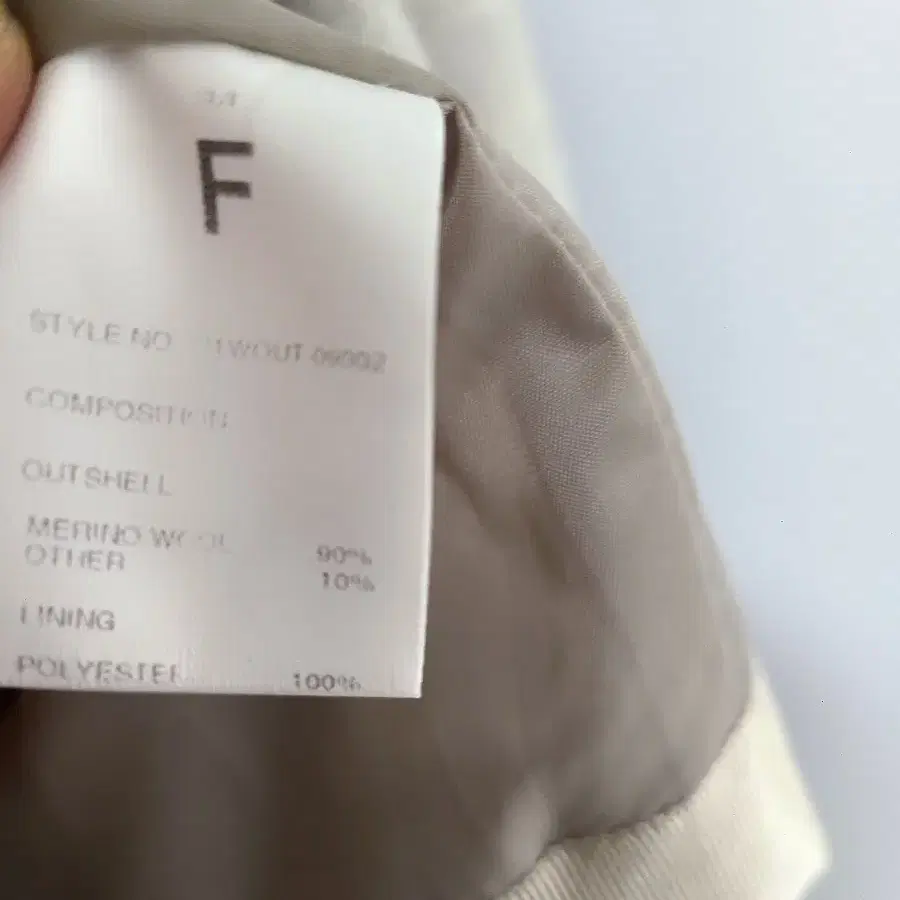 F
STYLE NO
COMPOSITION
OUTSHELL
MERINO WOOL 90%
OTHER 10%
LINING
POLYESTER 100%